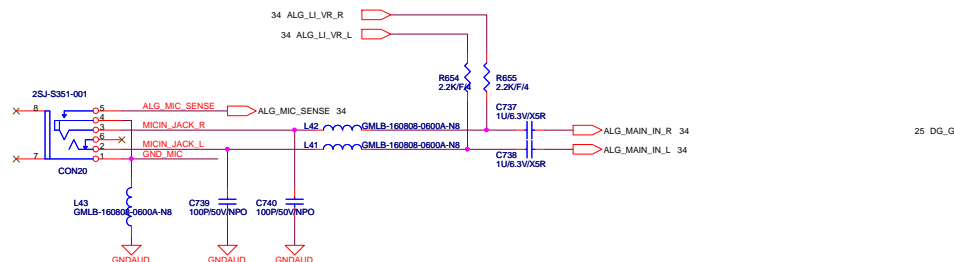 34 ALG_LI_VR_R
34 ALG_LI_VR_L
R654
2.2K/F/4
R655
2.2K/F/4
2SJ-S351-001
8
5
4
3
6
2
1
7
CON20
ALG_MIC_SENSE
ALG_MIC_SENSE 34
MICIN_JACK_R
MICIN_JACK_L
GND_MIC
L42
GMLB-160808-0600A-N8
L41
GMLB-160808-0600A-N8
C737
1U/6.3V/X5R
C738
1U/6.3V/X5R
ALG_MAIN_IN_R 34
ALG_MAIN_IN_L 34
25 DG_G
L43
GMLB-160808-0600A-N8
C739
100P/50V/NPO
C740
100P/50V/NPO
GNDAUD
GNDAUD
GNDAUD